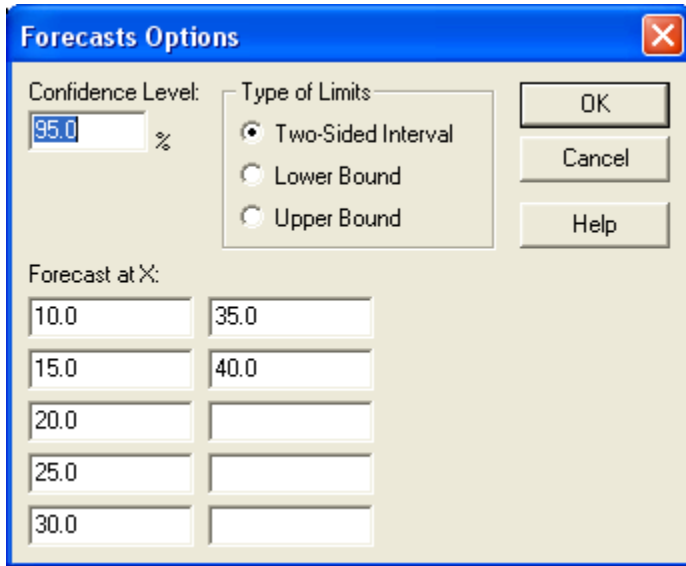 Forecasts Options
Confidence Level:
95.0 %
Type of Limits
Two-Sided Interval
Lower Bound
Upper Bound
OK
Cancel
Help
Forecast at X:
10.0 35.0
15.0 40.0
20.0
25.0
30.0